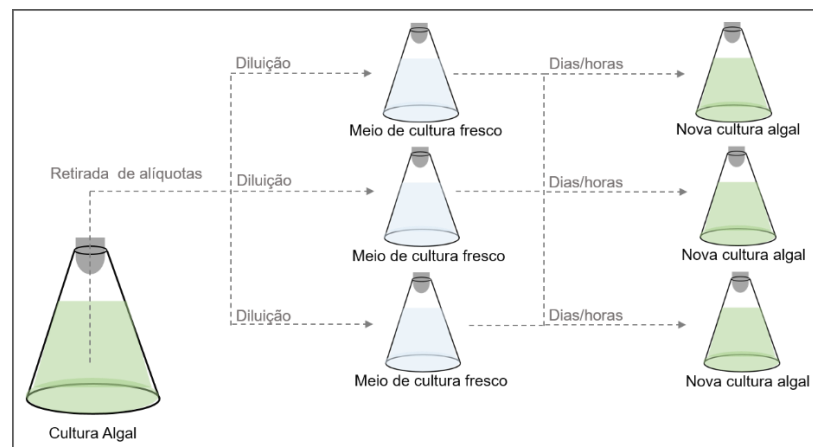 Diluição
Dias/horas
Meio de cultura fresco
Nova cultura algal
Retirada de alíquotas
Diluição
Dias/horas
Meio de cultura fresco
Nova cultura algal
Diluição
Dias/horas
Meio de cultura fresco
Nova cultura algal
Cultura Algal